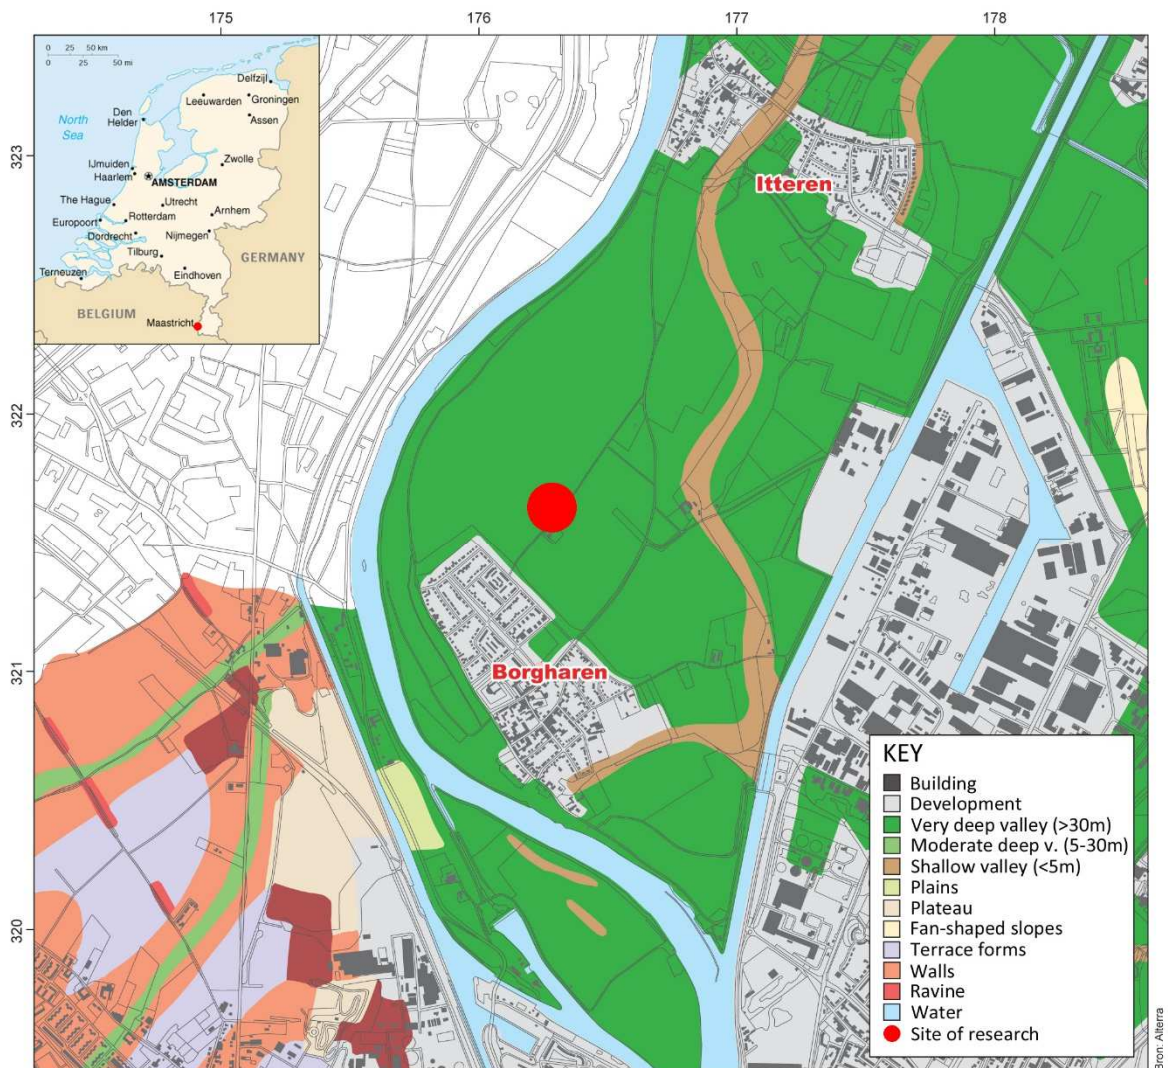 175
176
177
178
323
322
321
320
0 25 50 km
0 25 50 mi
North
Sea
Delfzijl
Leeuwarden
Groningen
Den
Helder
Assen
IJmuiden
Haarlem
Zwolle
AMSTERDAM
The Hague
Utrecht
Europoort
Rotterdam
Arnhem
Dordrecht
Nijmegen
Tilburg
GERMANY
Terneuzen
Eindhoven
BELGIUM
Maastricht
Itteren
Borgharen
KEY
Building
Development
Very deep valley (>30m)
Moderate deep v. (5-30m)
Shallow valley (<5m)
Plains
Plateau
Fan-shaped slopes
Terrace forms
Walls
Ravine
Water
Site of research
Bron: Alterra